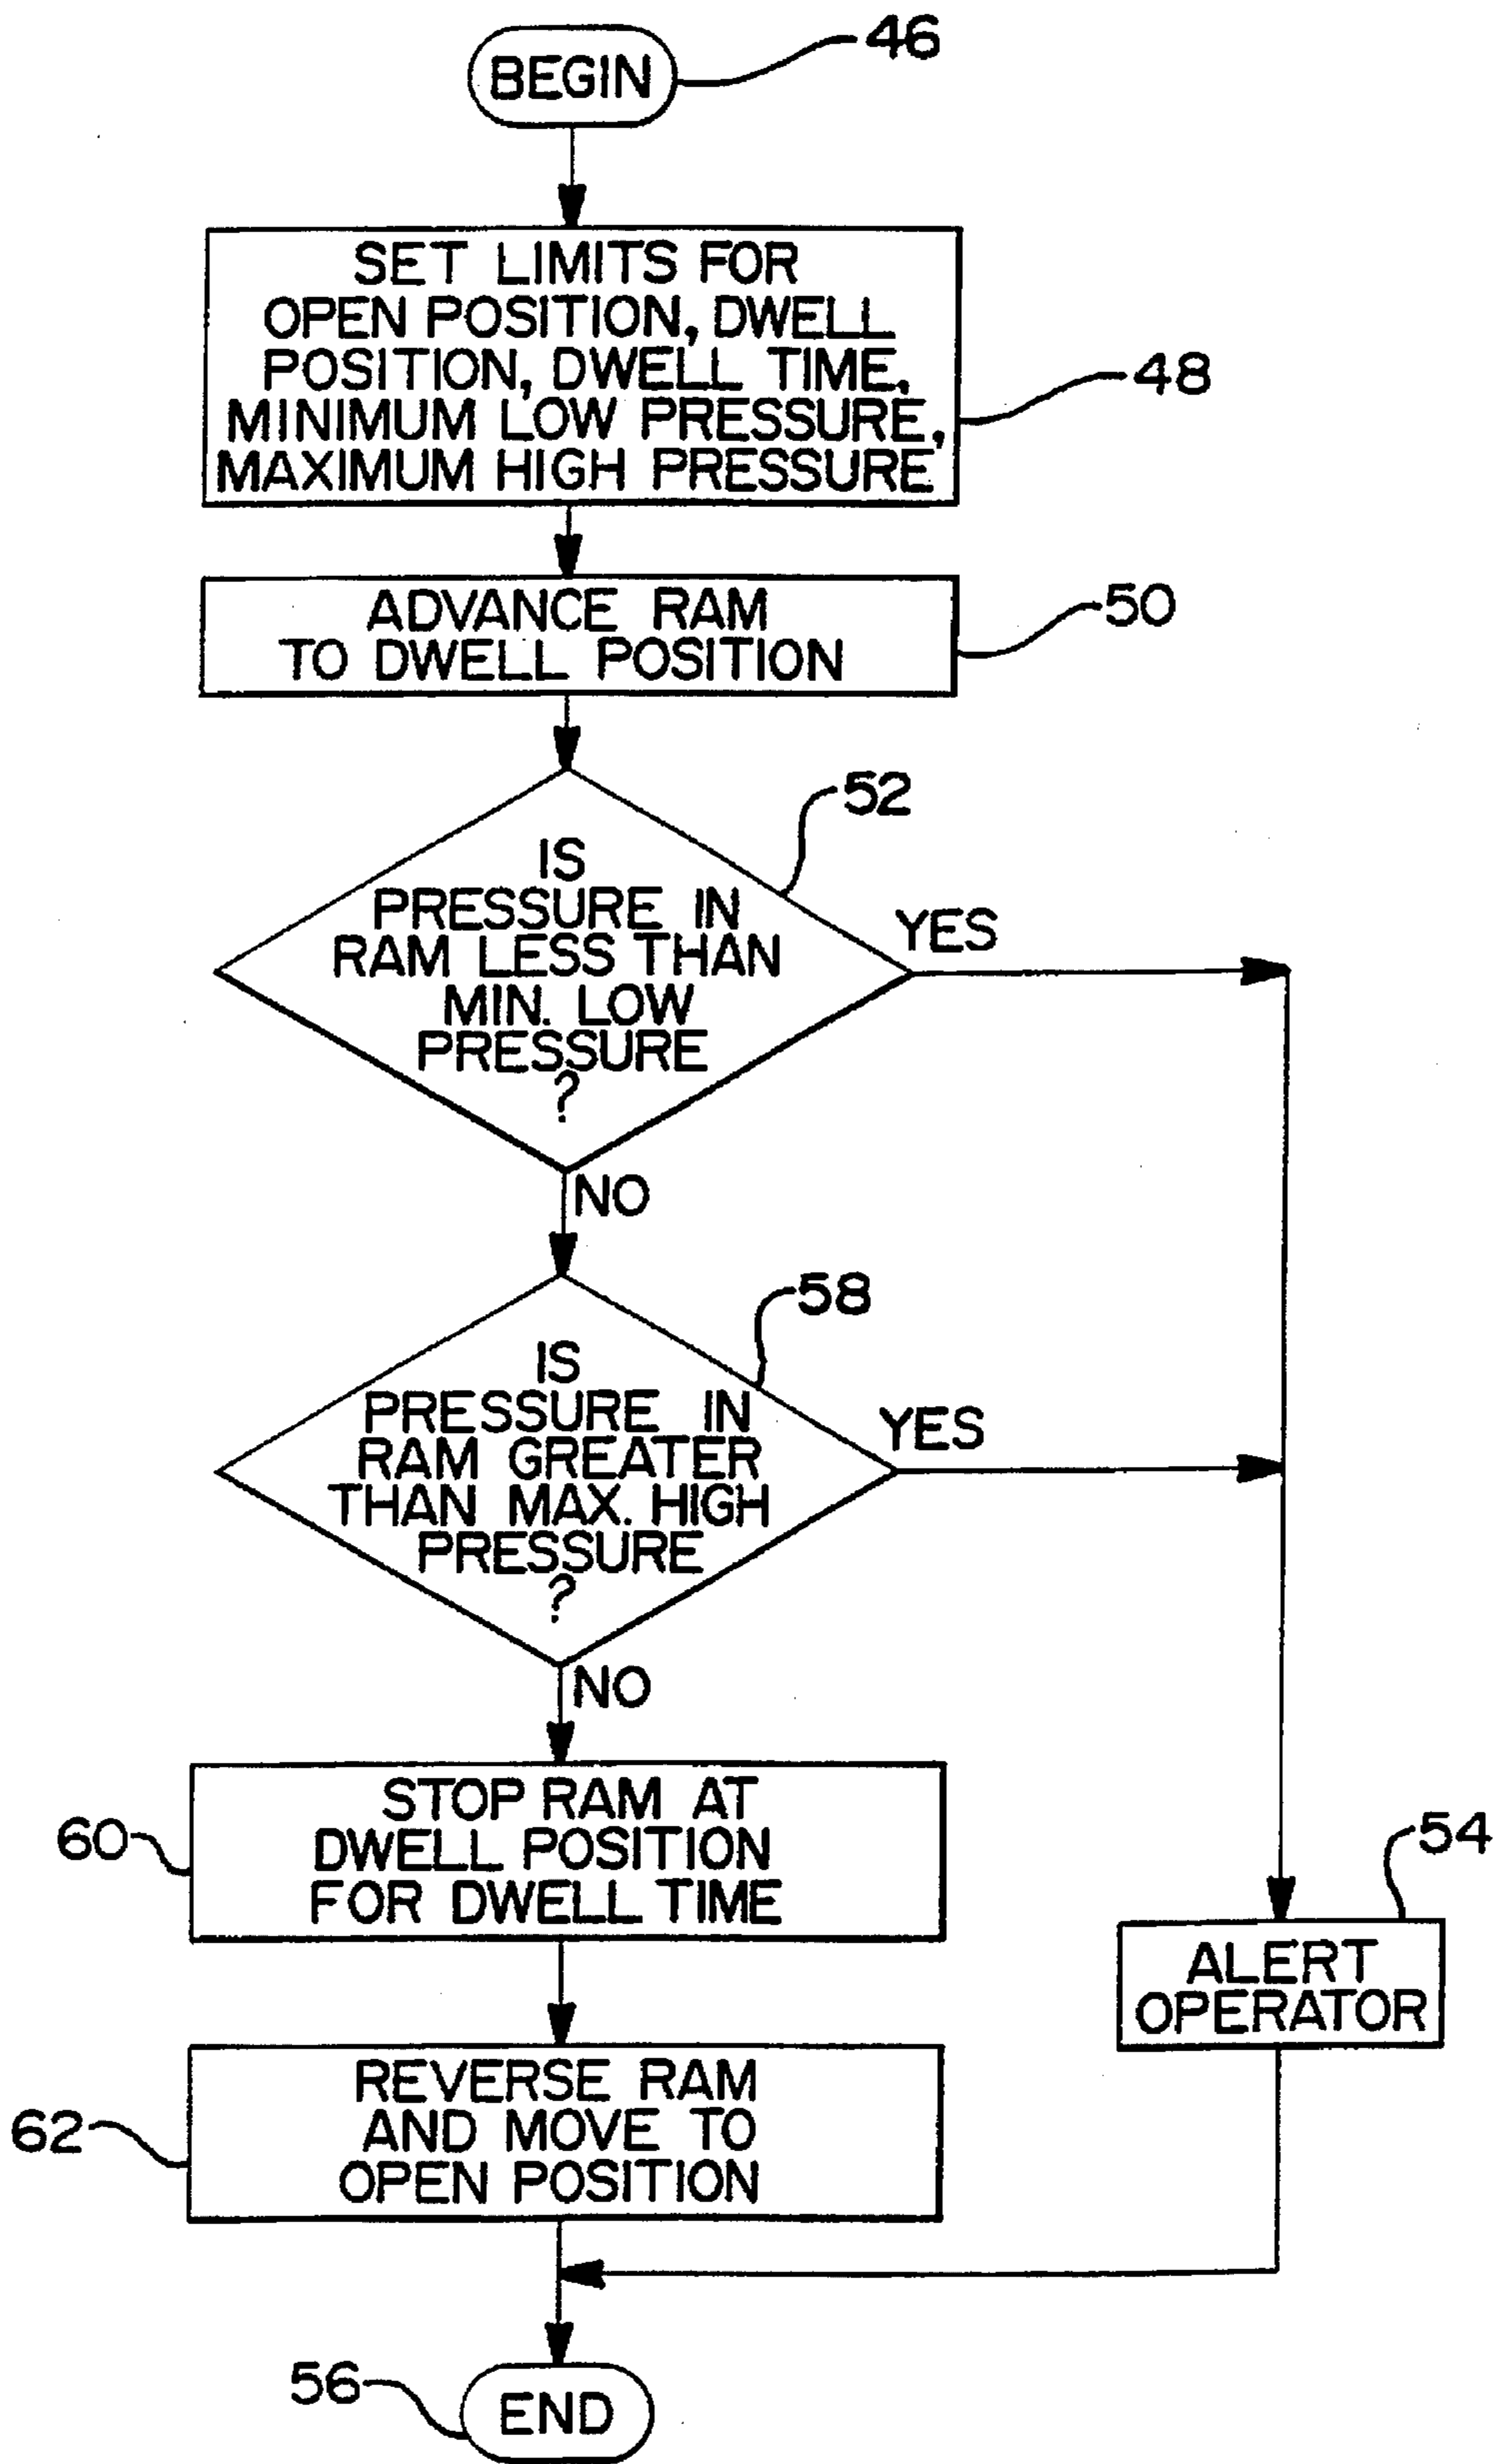 BEGIN
46
SET LIMITS FOR
OPEN POSITION, DWELL
POSITION, DWELL TIME,
MINIMUM LOW PRESSURE,
MAXIMUM HIGH PRESSURE
48
ADVANCE RAM
TO DWELL POSITION
50
52
IS
PRESSURE IN
RAM LESS THAN
MIN. LOW
PRESSURE
?
YES
NO
58
IS
PRESSURE IN
RAM GREATER
THAN MAX. HIGH
PRESSURE
?
YES
NO
60
STOP RAM AT
DWELL POSITION
FOR DWELL TIME
54
ALERT
OPERATOR
62
REVERSE RAM
AND MOVE TO
OPEN POSITION
56
END